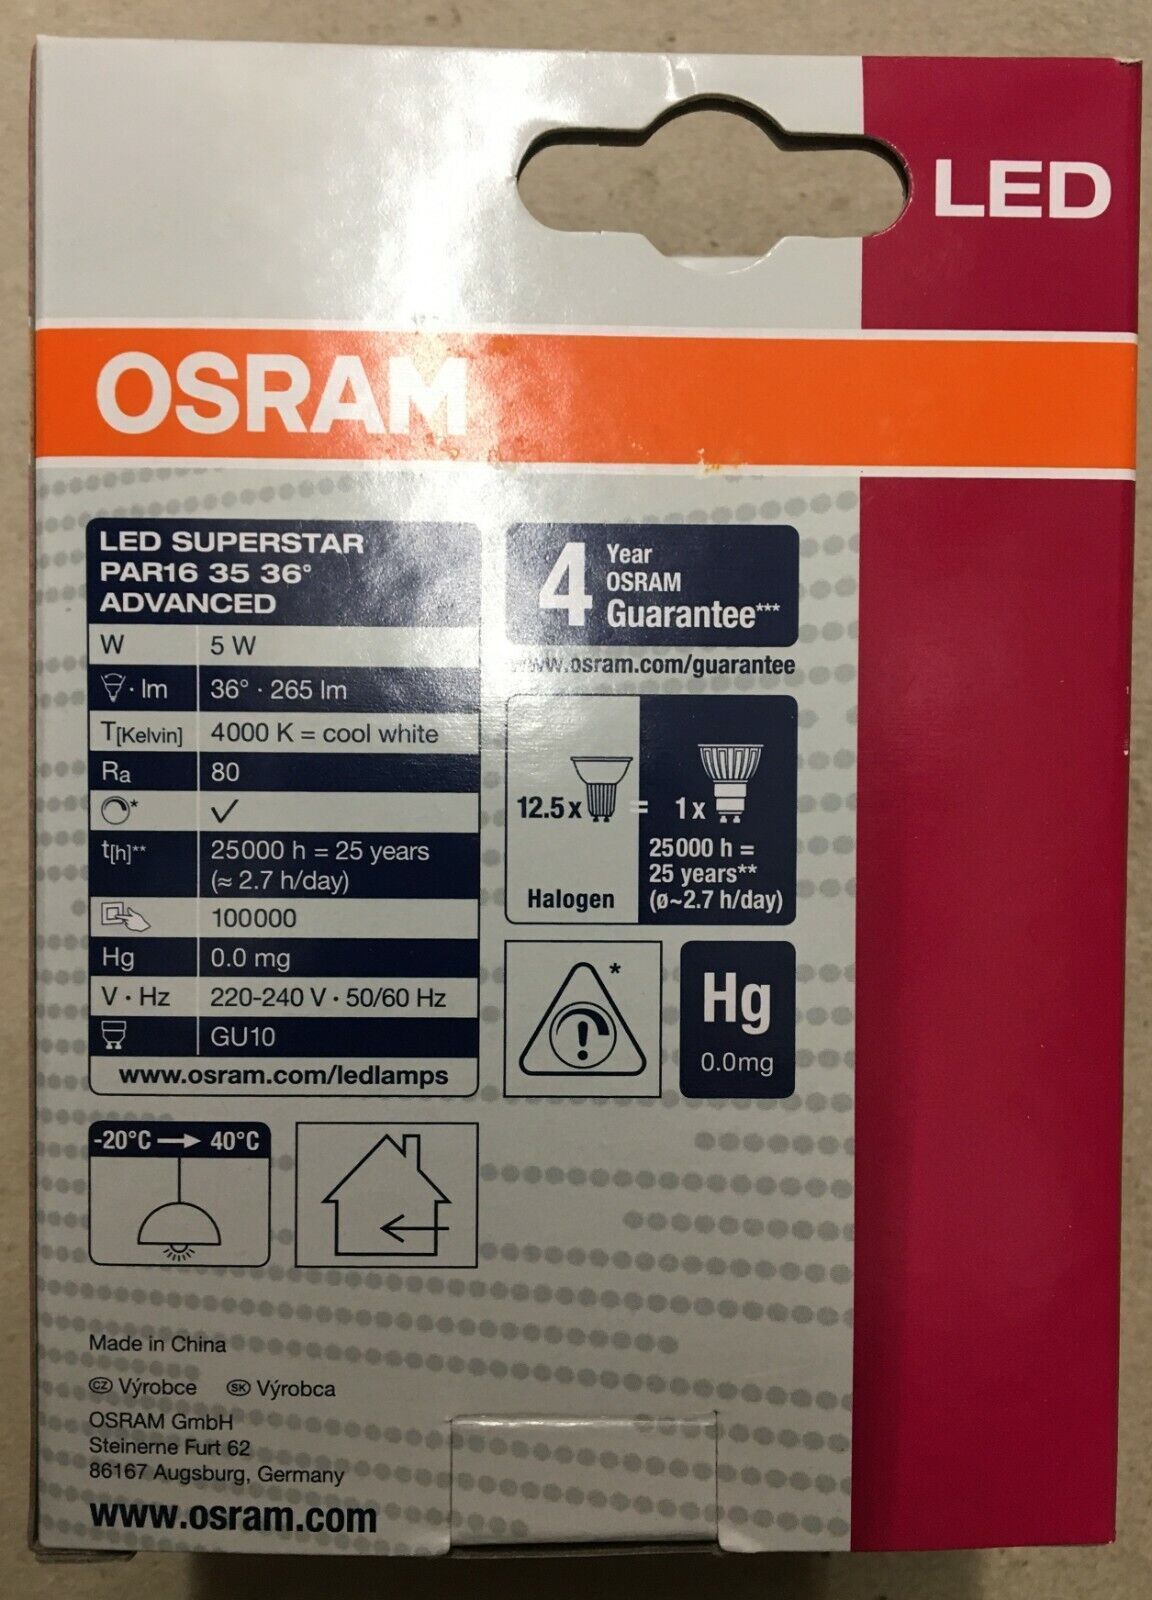 LED
OSRAM
LED SUPERSTAR
PAR16 35 36°
ADVANCED
W 5 W
· lm 36° · 265 lm
T[Kelvin] 4000 K = cool white
Ra 80
* ✓
t[h]** 25000 h = 25 years
(≈ 2.7 h/day)
100000
Hg 0.0 mg
V · Hz 220-240 V · 50/60 Hz
GU10
www.osram.com/ledlamps
4 Year
OSRAM
Guarantee***
www.osram.com/guarantee
12.5 x = 1 x
25000 h =
25 years**
(ø~2.7 h/day)
Halogen
! *
Hg
0.0mg
-20°C → 40°C
Made in China
CZ Výrobce SK Výrobca
OSRAM GmbH
Steinerne Furt 62
86167 Augsburg, Germany
www.osram.com